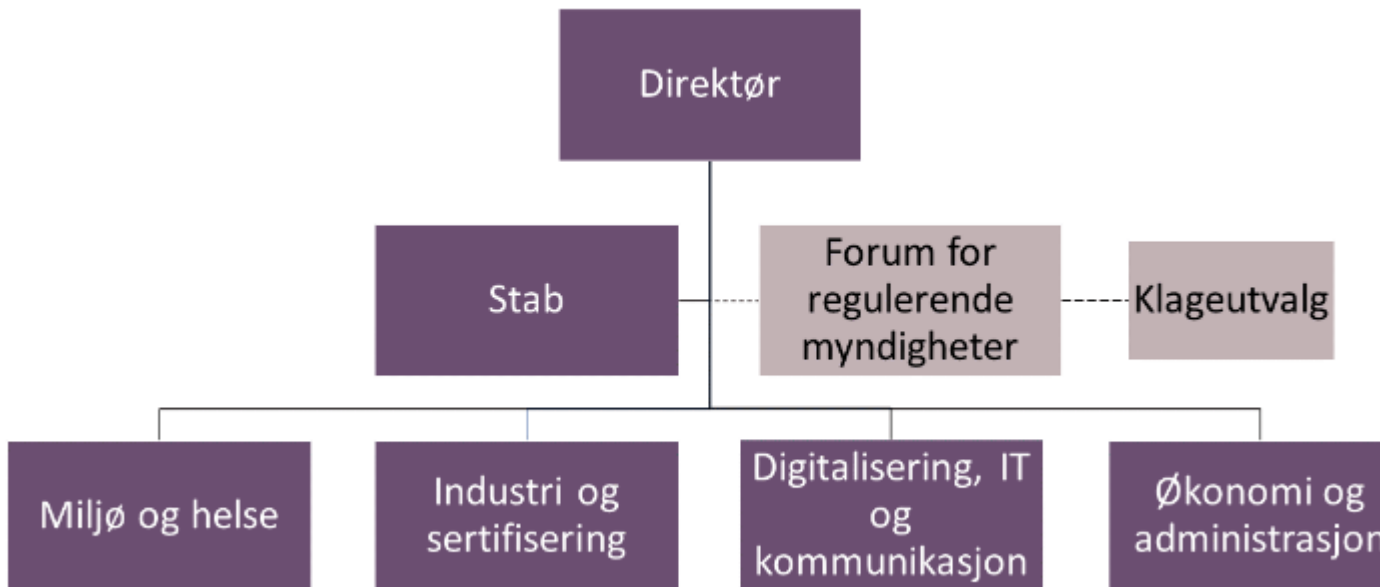 Direktør
Stab
Forum for
regulerende
myndigheter
Klageutvalg
Miljø og helse
Industri og
sertifisering
Digitalisering, IT
og
kommunikasjon
Økonomi og
administrasjon